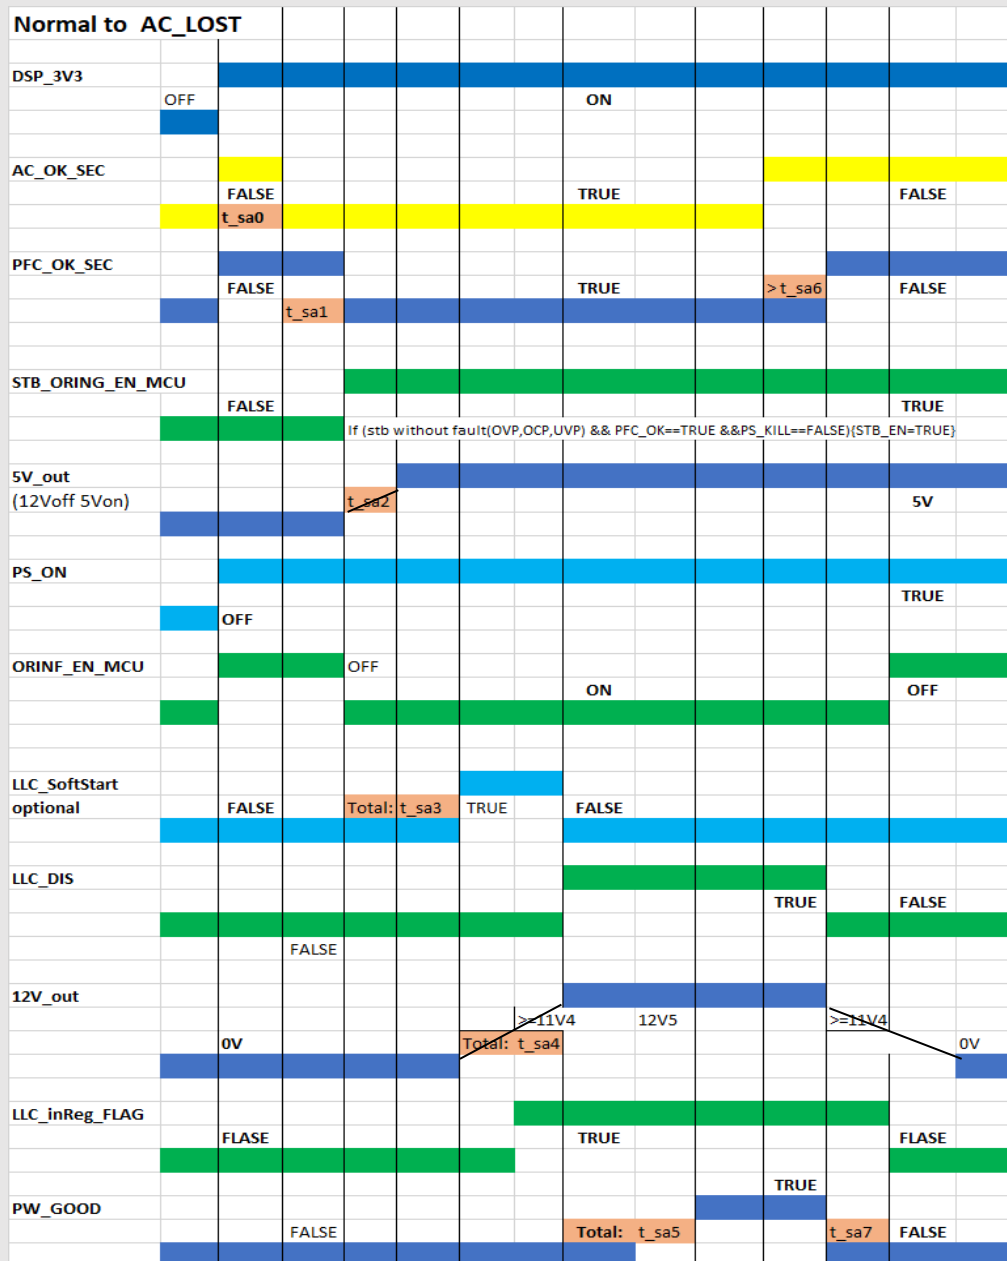 Normal to AC_LOST
DSP_3V3
OFF ON
AC_OK_SEC
FALSE TRUE FALSE
t_sa0
PFC_OK_SEC
FALSE TRUE >t_sa6 FALSE
t_sa1
STB_ORING_EN_MCU
FALSE TRUE
If (stb without fault(OVP,OCP,UVP) && PFC_OK==TRUE &&PS_KILL==FALSE){STB_EN=TRUE}
5V_out
(12Voff 5Von) t_sa2 5V
PS_ON
TRUE
OFF
ORINF_EN_MCU OFF
ON OFF
LLC_SoftStart
optional FALSE Total: t_sa3 TRUE FALSE
LLC_DIS
TRUE FALSE
FALSE
12V_out
>=11V4 12V5 >=11V4
0V Total: t_sa4 0V
LLC_inReg_FLAG
FLASE TRUE FLASE
TRUE
PW_GOOD
FALSE Total: t_sa5 t_sa7 FALSE